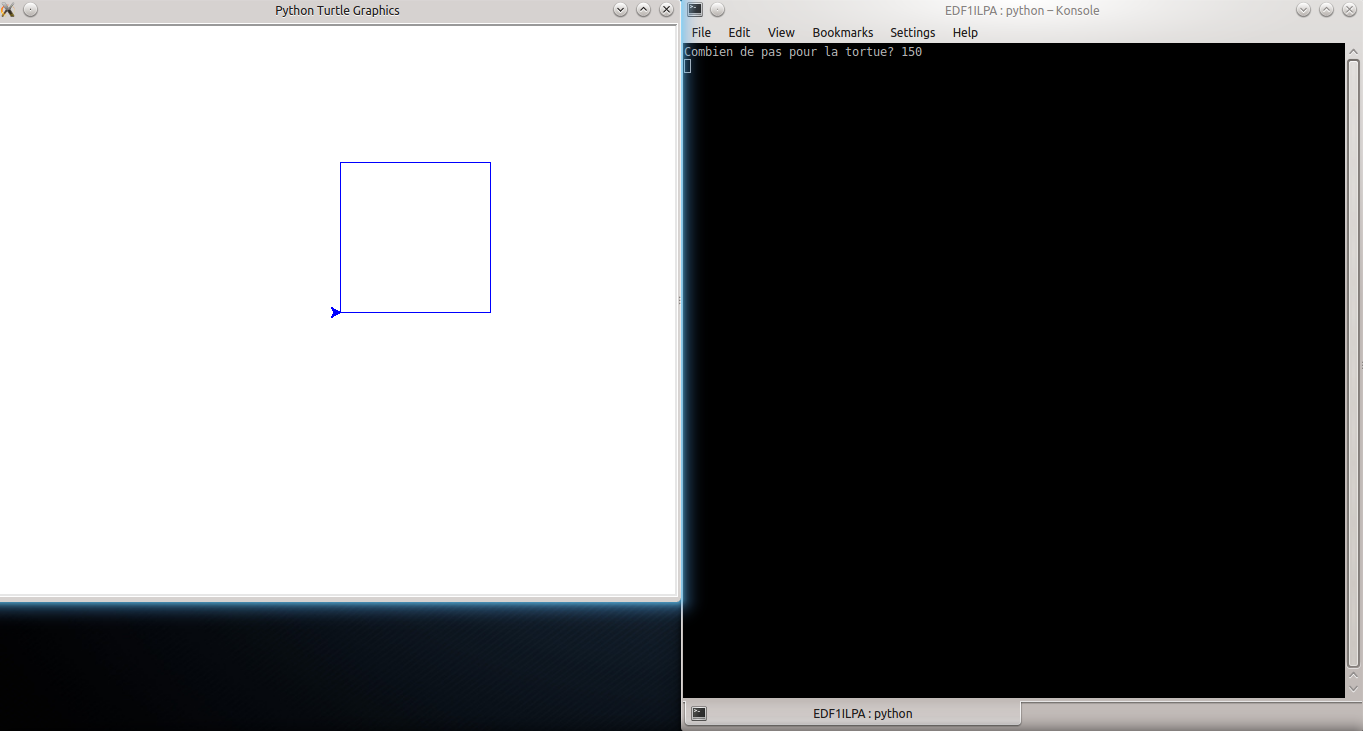 Python Turtle Graphics
EDF1ILPA : python – Konsole
File Edit View Bookmarks Settings Help
Combien de pas pour la tortue? 150
EDF1ILPA : python